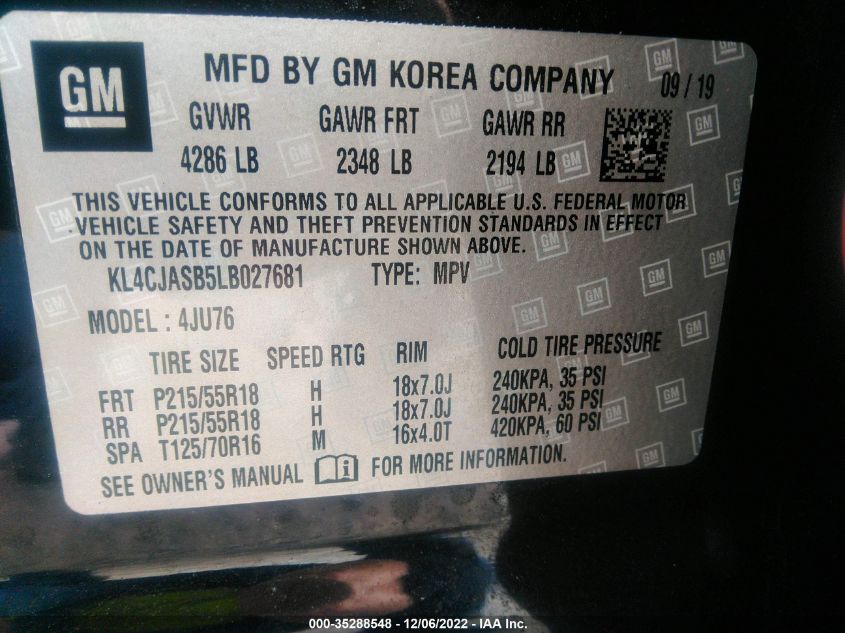 GM MFD BY GM KOREA COMPANY 09 / 19
GVWR GAWR FRT GAWR RR
4286 LB 2348 LB 2194 LB
THIS VEHICLE CONFORMS TO ALL APPLICABLE U.S. FEDERAL MOTOR
VEHICLE SAFETY AND THEFT PREVENTION STANDARDS IN EFFECT
ON THE DATE OF MANUFACTURE SHOWN ABOVE.
KL4CJASB5LB027681 TYPE: MPV
MODEL : 4JU76
TIRE SIZE SPEED RTG RIM COLD TIRE PRESSURE
FRT P215/55R18 H 18x7.0J 240KPA, 35 PSI
RR P215/55R18 H 18x7.0J 240KPA, 35 PSI
SPA T125/70R16 M 16x4.0T 420KPA, 60 PSI
SEE OWNER'S MANUAL i FOR MORE INFORMATION.
000-35288548 - 12/06/2022 - IAA Inc.